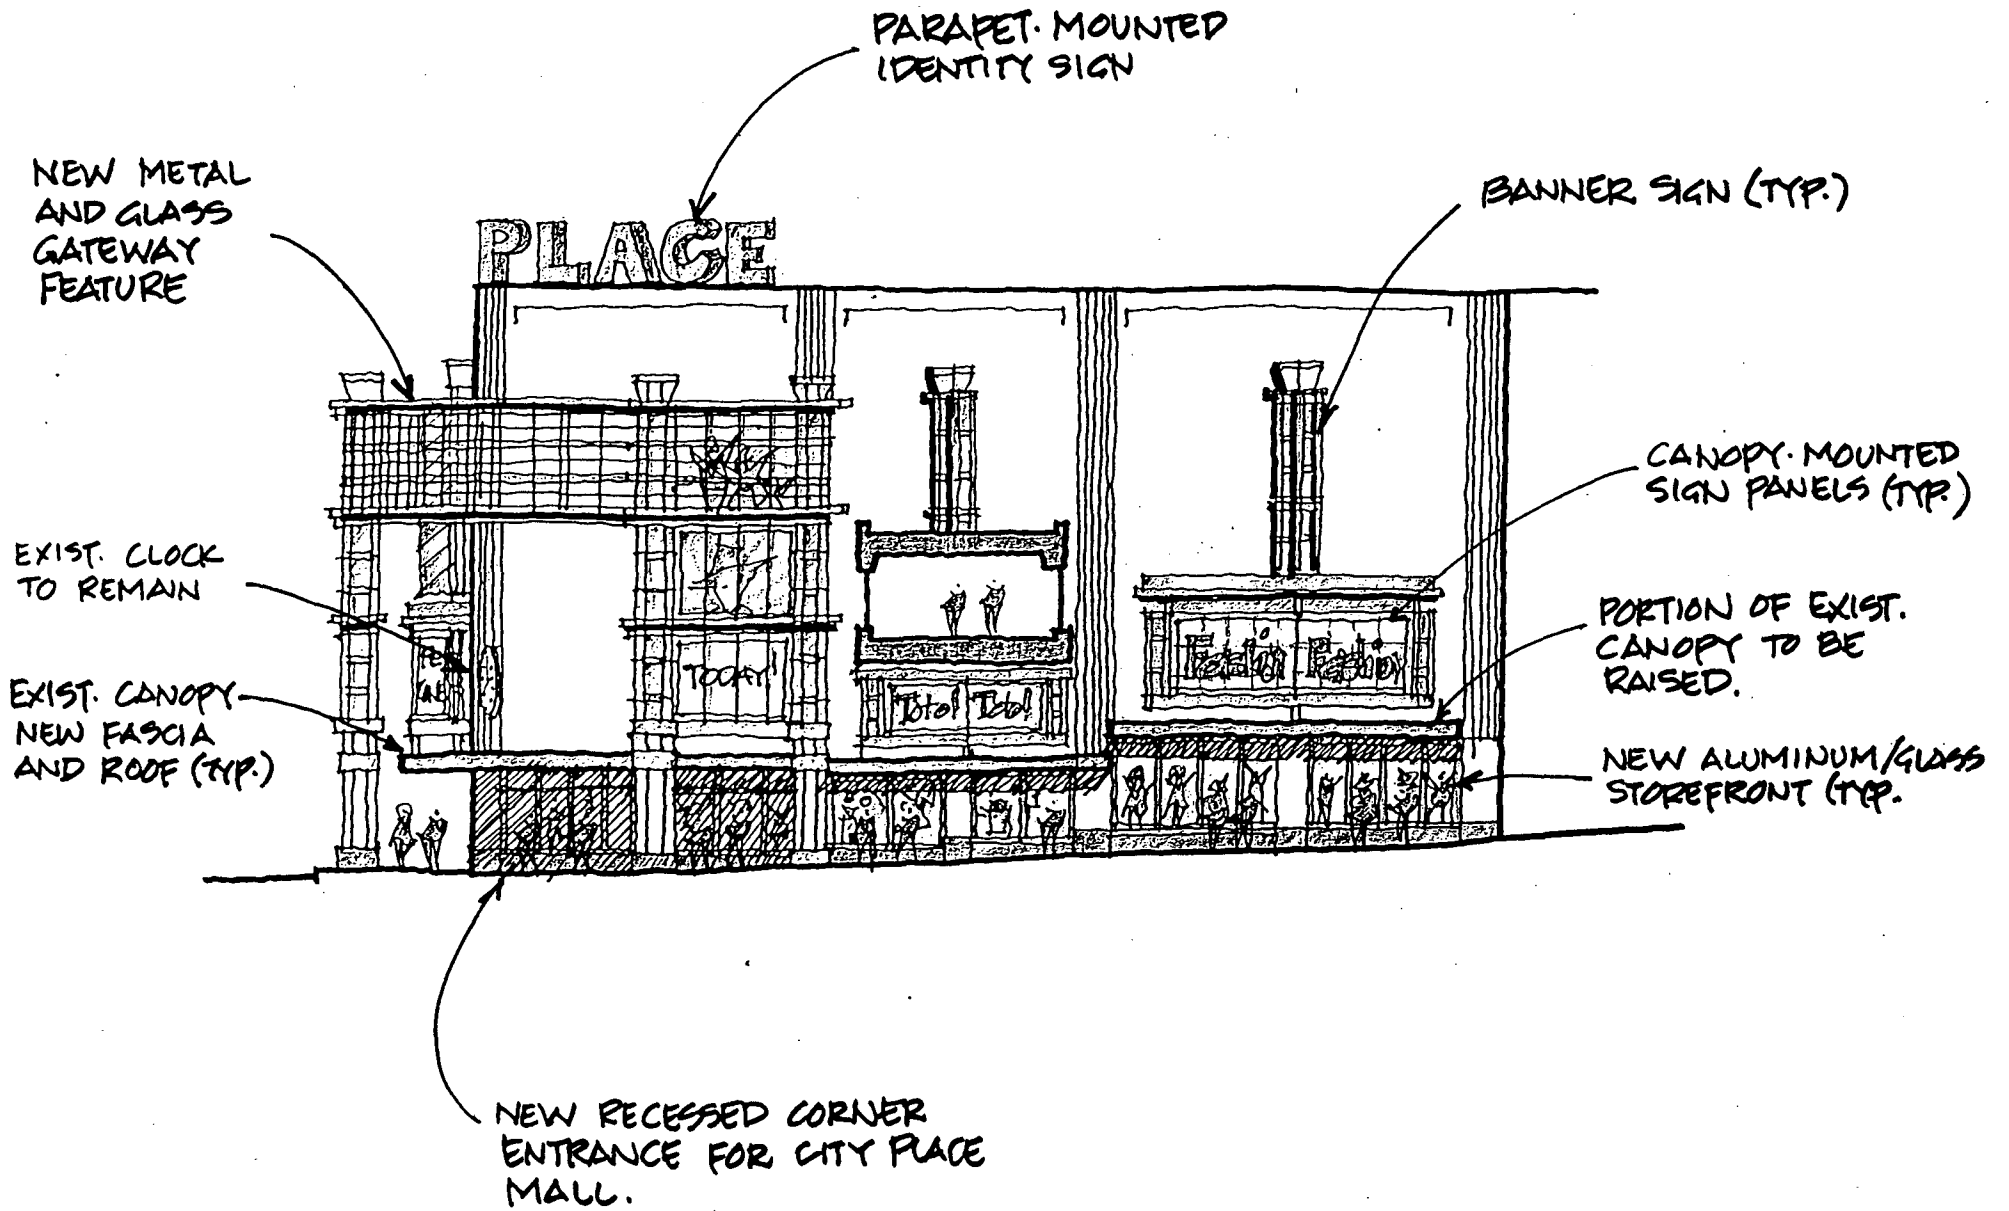 PARAPET-MOUNTED
IDENTITY SIGN
NEW METAL
AND GLASS
GATEWAY
FEATURE
BANNER SIGN (TYP.)
PLACE
CANOPY-MOUNTED
SIGN PANELS (TYP.)
EXIST. CLOCK
TO REMAIN
PORTION OF EXIST.
CANOPY TO BE
RAISED.
TODAY!
Total Total
EXIST. CANOPY
NEW FASCIA
AND ROOF (TYP.)
NEW ALUMINUM/GLASS
STOREFRONT (TYP.
NEW RECESSED CORNER
ENTRANCE FOR CITY PLACE
MALL.